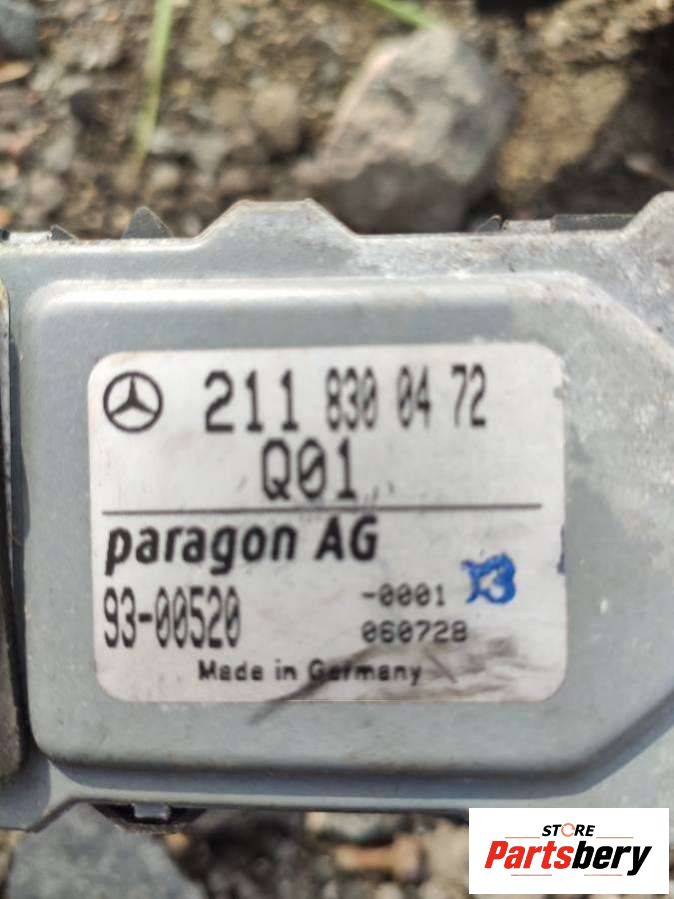 211 830 04 72
Q01
paragon AG
93-00520 -0001
060728
Made in Germany
STORE
Partsbery